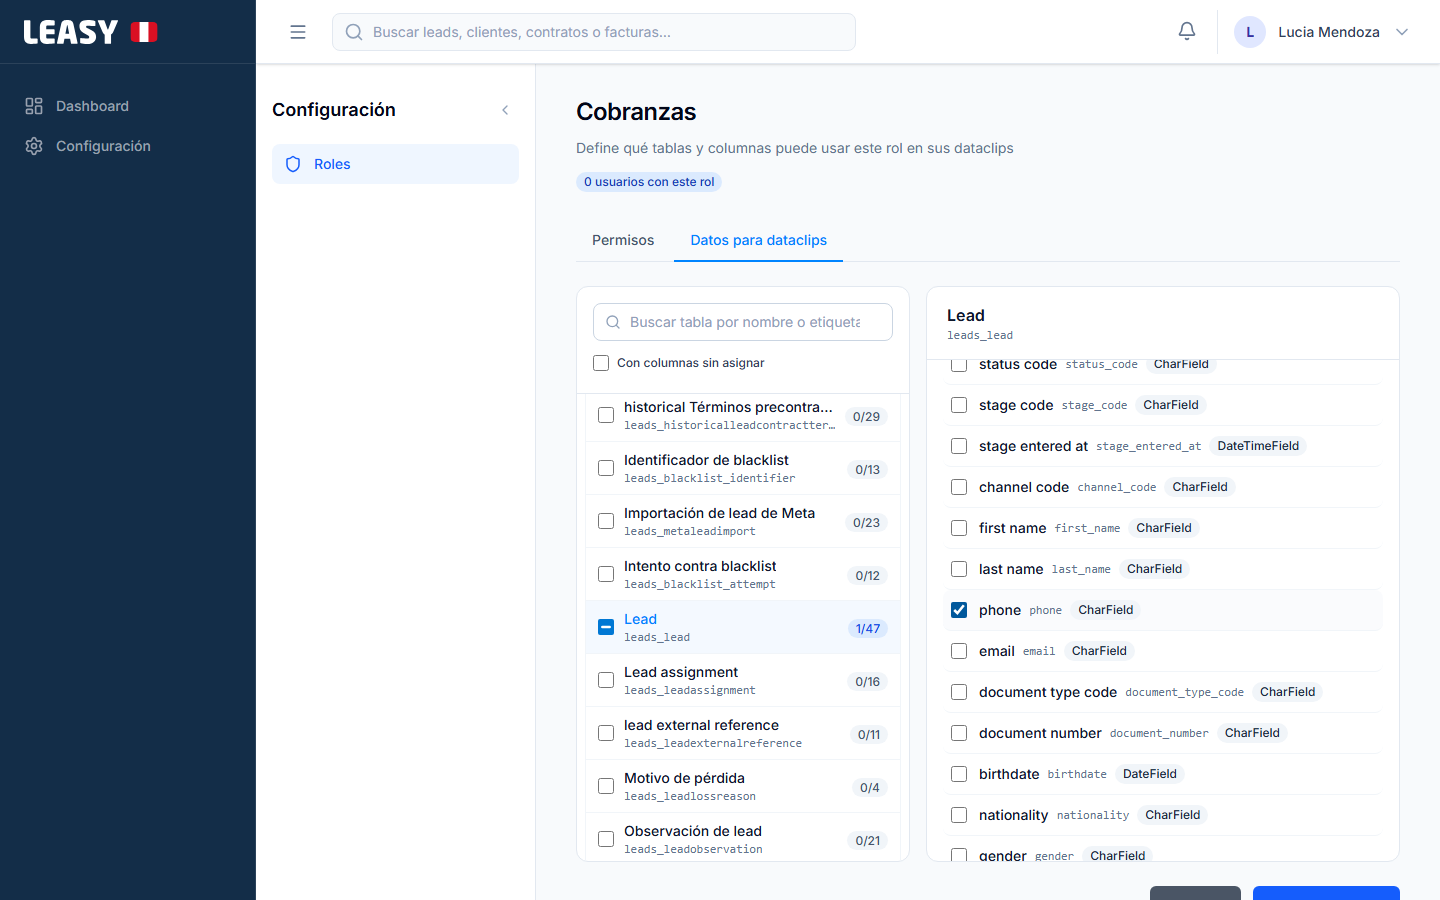 LEASY
Buscar leads, clientes, contratos o facturas...
L
Lucia Mendoza
Dashboard
Configuración
Configuración
Roles
Cobranzas
Define qué tablas y columnas puede usar este rol en sus dataclips
0 usuarios con este rol
Permisos
Datos para dataclips
Buscar tabla por nombre o etiqueta
Con columnas sin asignar
historical Términos precontra...
leads_historicalleadcontractter…
0/29
Identificador de blacklist
leads_blacklist_identifier
0/13
Importación de lead de Meta
leads_metaleadimport
0/23
Intento contra blacklist
leads_blacklist_attempt
0/12
Lead
leads_lead
1/47
Lead assignment
leads_leadassignment
0/16
lead external reference
leads_leadexternalreference
0/11
Motivo de pérdida
leads_leadlossreason
0/4
Observación de lead
leads_leadobservation
0/21
Lead
leads_lead
status code status_code CharField
stage code stage_code CharField
stage entered at stage_entered_at DateTimeField
channel code channel_code CharField
first name first_name CharField
last name last_name CharField
phone phone CharField
email email CharField
document type code document_type_code CharField
document number document_number CharField
birthdate birthdate DateField
nationality nationality CharField
gender gender CharField